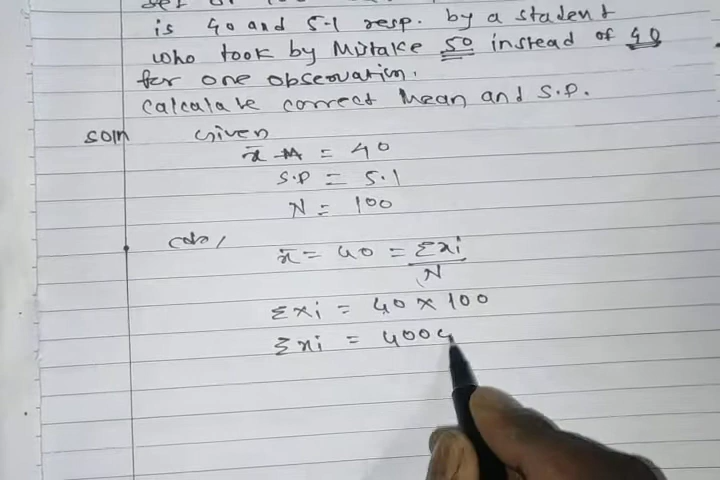 is 40 and 5.1 resp. by a student
who took by Mistake 50 instead of 40
for one observation.
calculate correct Mean and S.D.
soln Given
x̄ = 40
S.D = 5.1
N = 100
x̄ = 40 = Σxi / N
Σxi = 40 × 100
Σxi = 400